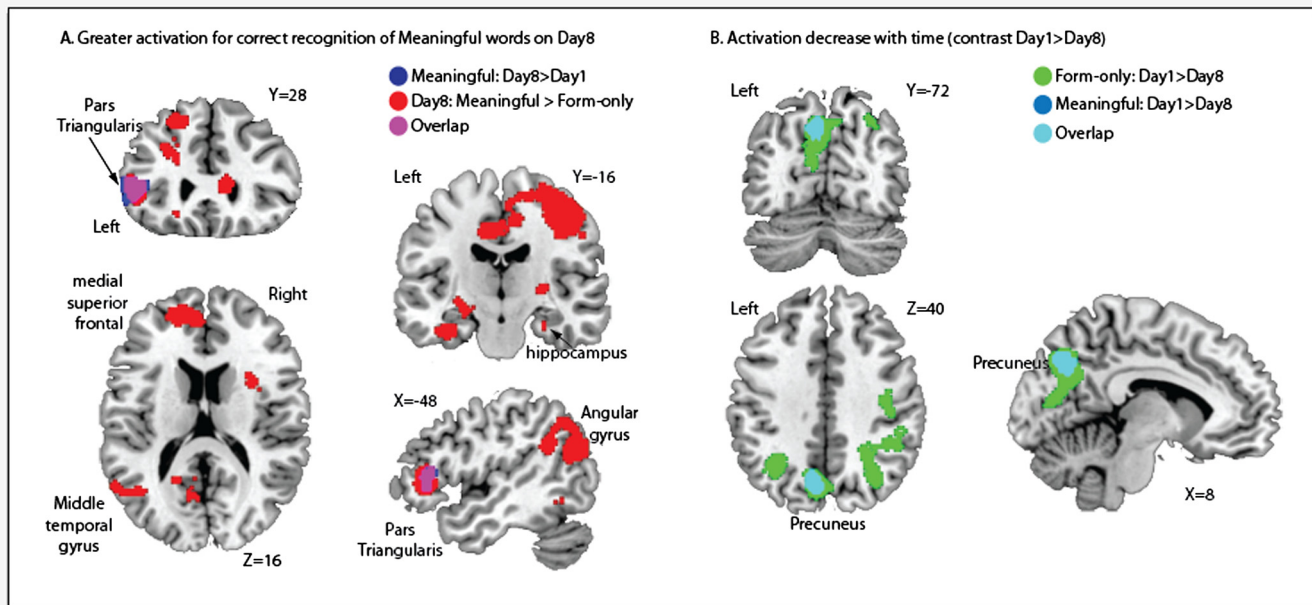 A. Greater activation for correct recognition of Meaningful words on Day8
Meaningful: Day8>Day1
Day8: Meaningful > Form-only
Overlap
Pars
Triangularis
Y=28
Left
Left
Y=-16
hippocampus
medial
superior
frontal
Right
Middle
temporal
gyrus
Z=16
X=-48
Angular
gyrus
Pars
Triangularis
B. Activation decrease with time (contrast Day1>Day8)
Form-only: Day1>Day8
Meaningful: Day1>Day8
Overlap
Left
Y=-72
Left
Z=40
Precuneus
Precuneus
X=8